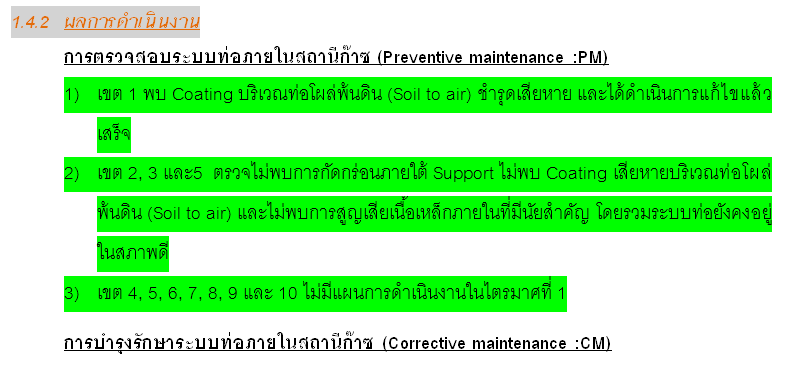 1.4.2 ผลการดำเนินงาน
การตรวจสอบระบบท่อภายในสถานีก๊าซ (Preventive maintenance :PM)
1) เขต 1 พบ Coating บริเวณท่อโผล่พ้นดิน (Soil to air) ชำรุดเสียหาย และได้ดำเนินการแก้ไขแล้ว
เสร็จ
2) เขต 2, 3 และ5 ตรวจไม่พบการกัดกร่อนภายใต้ Support ไม่พบ Coating เสียหายบริเวณท่อโผล่
พ้นดิน (Soil to air) และไม่พบการสูญเสียเนื้อเหล็กภายในที่มีนัยสำคัญ โดยรวมระบบท่อยังคงอยู่
ในสภาพดี
3) เขต 4, 5, 6, 7, 8, 9 และ 10 ไม่มีแผนการดำเนินงานในไตรมาศที่ 1
การบำรุงรักษาระบบท่อภายในสถานีก๊าซ (Corrective maintenance :CM)